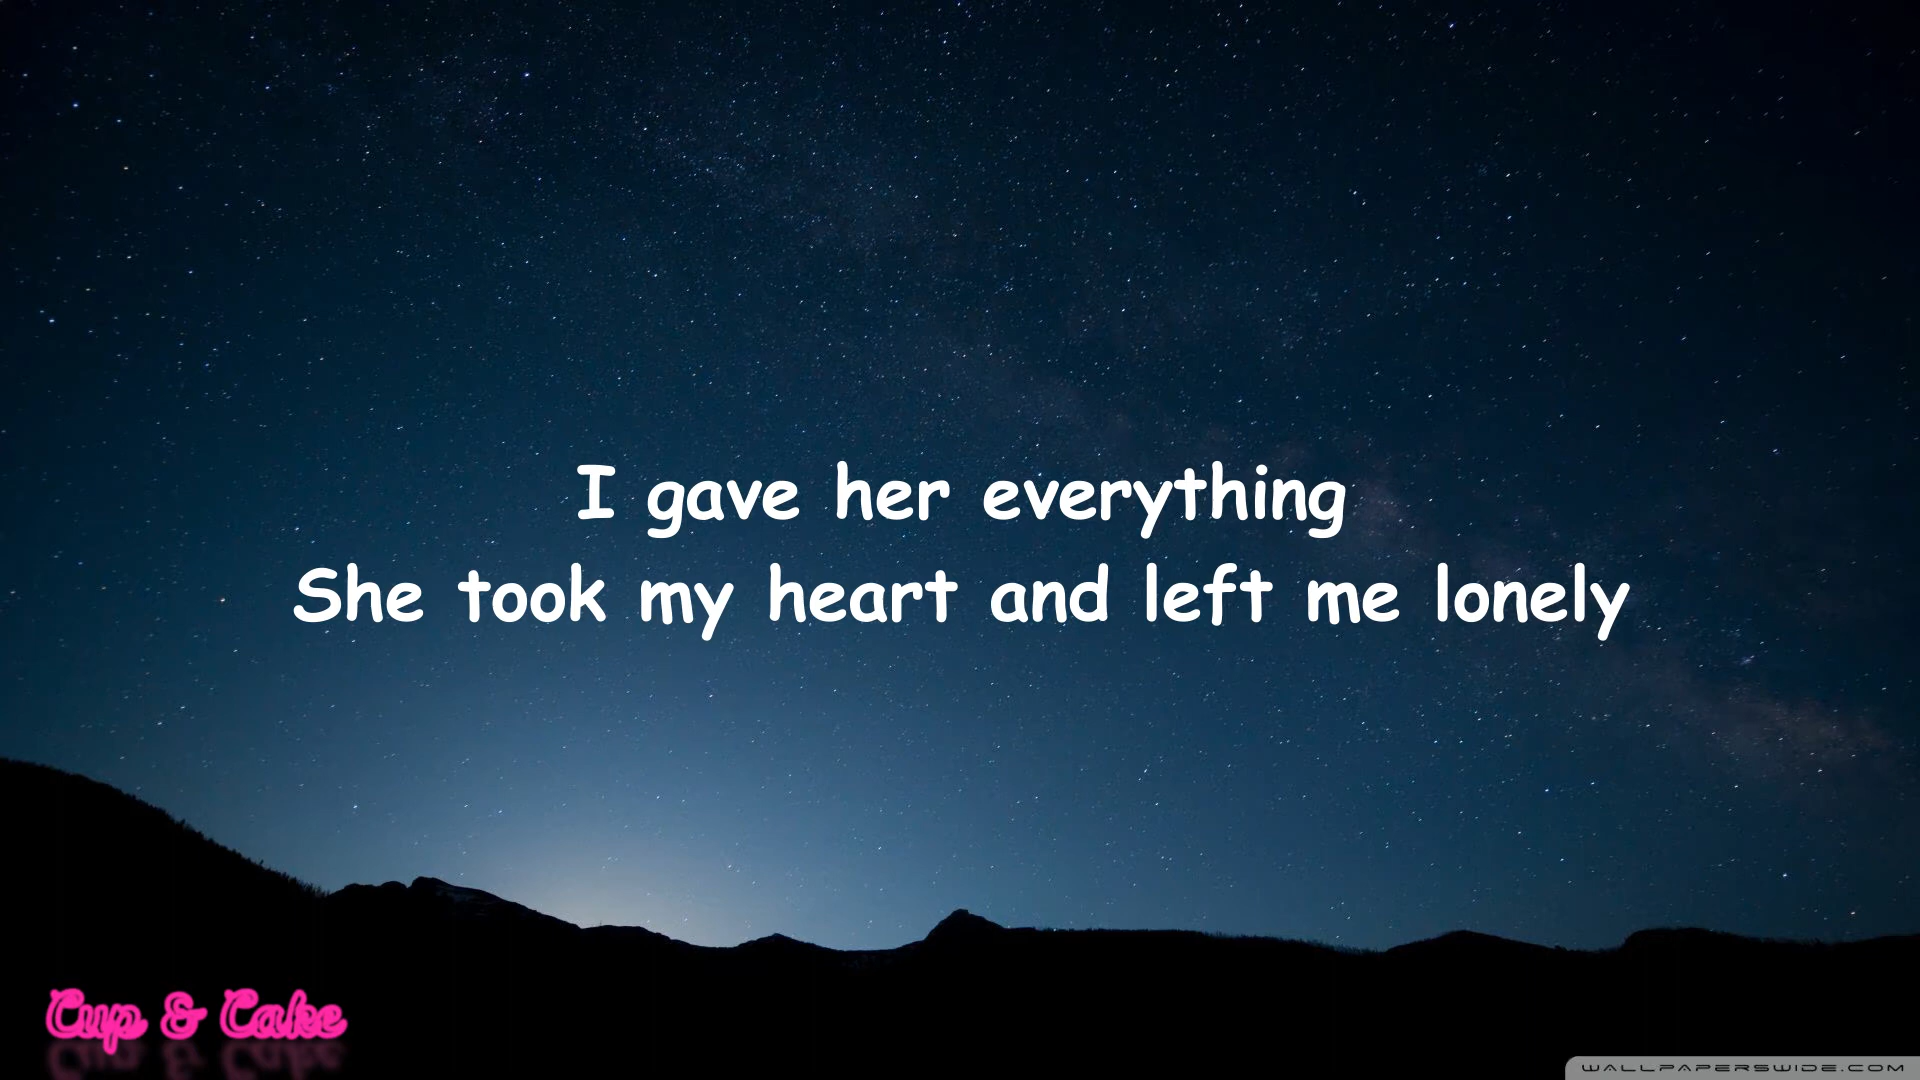 I gave her everything
She took my heart and left me lonely
Cup & Cake
WALLPAPERSWIDE.COM